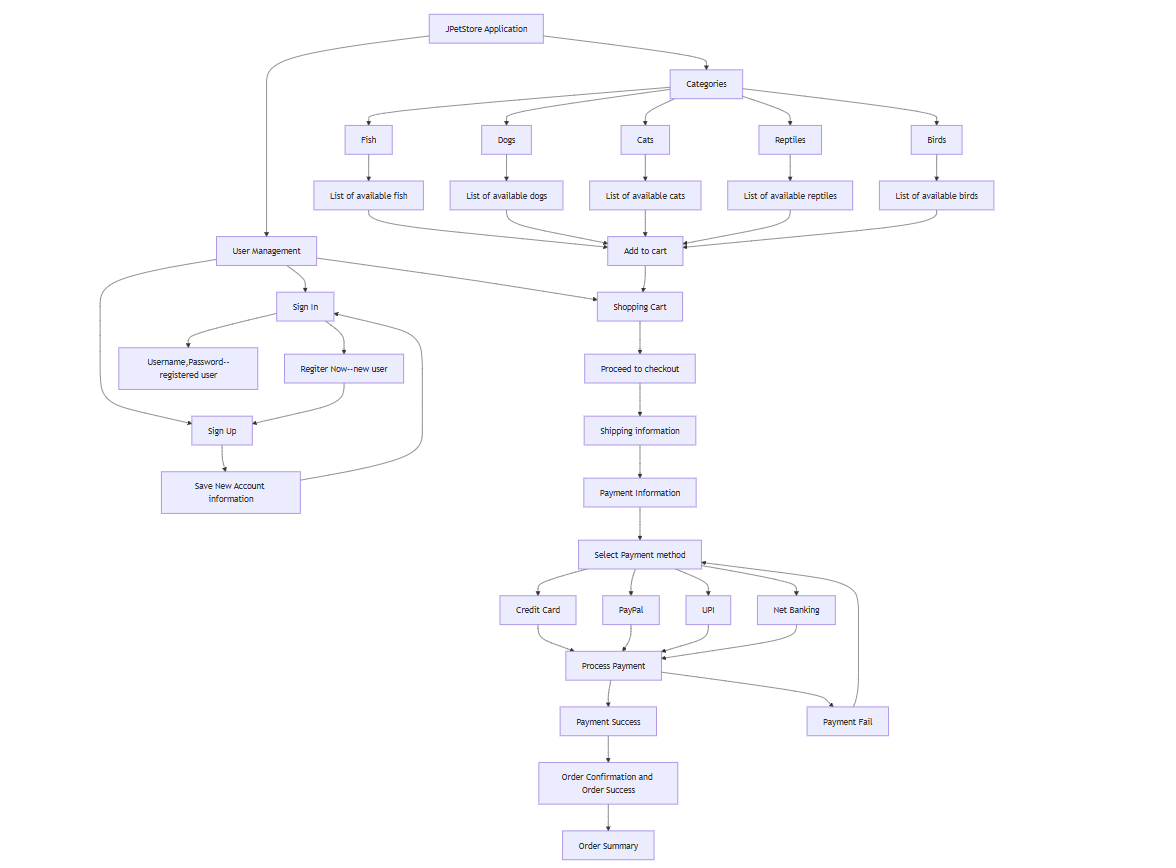 JPetStore Application
Categories
Fish
Dogs
Cats
Reptiles
Birds
List of available fish
List of available dogs
List of available cats
List of available reptiles
List of available birds
User Management
Add to cart
Sign In
Shopping Cart
Username,Password--
registered user
Regiter Now--new user
Proceed to checkout
Sign Up
Shipping information
Save New Account
information
Payment Information
Select Payment method
Credit Card
PayPal
UPI
Net Banking
Process Payment
Payment Success
Payment Fail
Order Confirmation and
Order Success
Order Summary